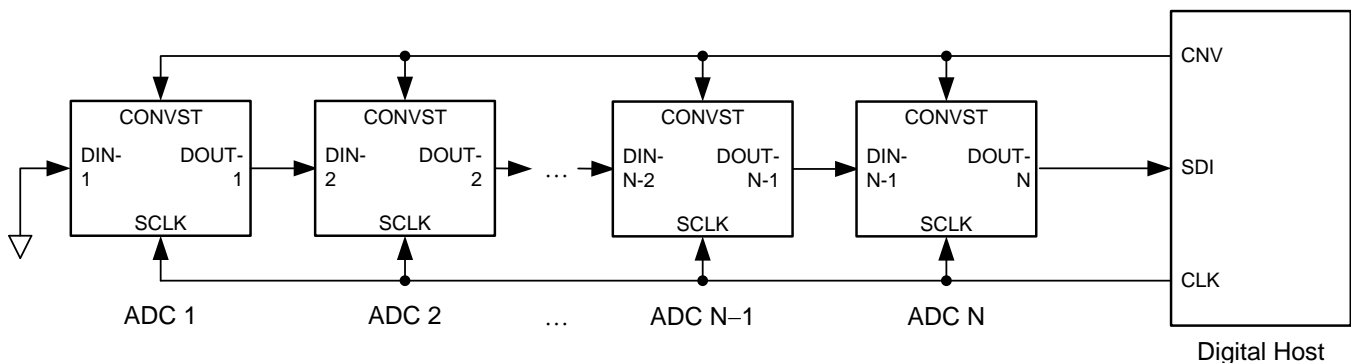 CNV
CONVST
CONVST
CONVST
CONVST
DIN-
1
DOUT-
1
DIN-
2
DOUT-
2
...
DIN-
N-2
DOUT-
N-1
DIN-
N-1
DOUT-
N
SDI
SCLK
SCLK
SCLK
SCLK
CLK
ADC 1
ADC 2
...
ADC N–1
ADC N
Digital Host